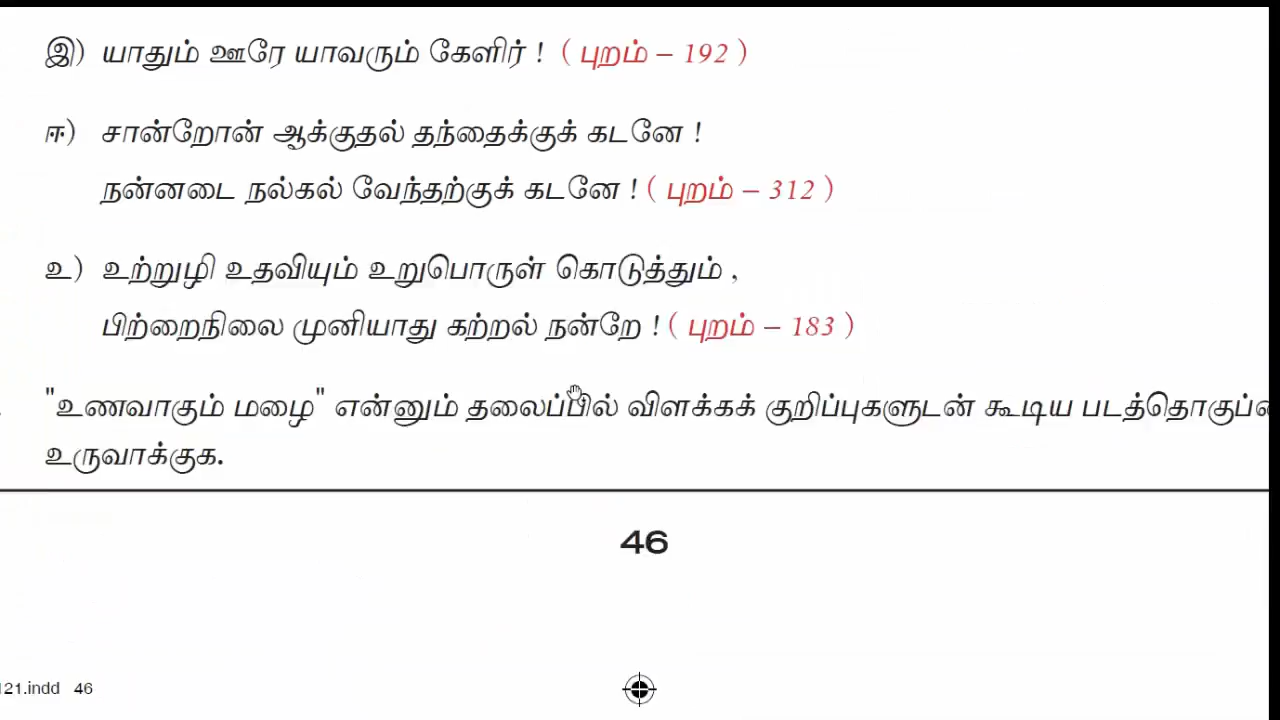 இ) யாதும் ஊரே யாவரும் கேளிர் ! ( புறம் – 192 )
ஈ) சான்றோன் ஆக்குதல் தந்தைக்குக் கடனே !
நன்னடை நல்கல் வேந்தற்குக் கடனே ! ( புறம் – 312 )
உ) உற்றுழி உதவியும் உறுபொருள் கொடுத்தும் ,
பிற்றைநிலை முனியாது கற்றல் நன்றே ! ( புறம் – 183 )
"உணவாகும் மழை" என்னும் தலைப்பில் விளக்கக் குறிப்புகளுடன் கூடிய
உருவாக்குக.
46
121.indd 46